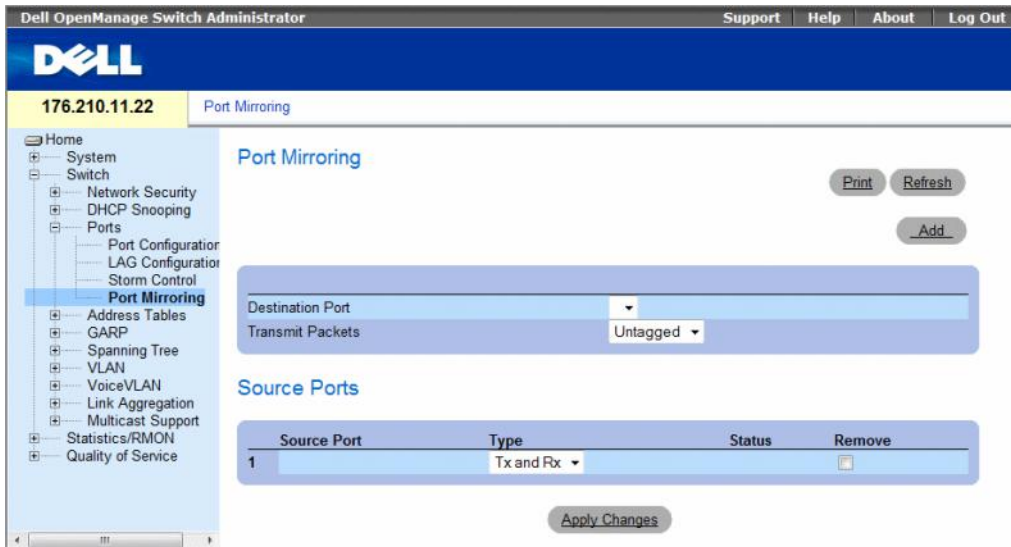 Dell OpenManage Switch Administrator
Support
Help
About
Log Out
DELL
176.210.11.22
Port Mirroring
Home
System
Switch
Network Security
DHCP Snooping
Ports
Port Configuration
LAG Configuration
Storm Control
Port Mirroring
Address Tables
GARP
Spanning Tree
VLAN
VoiceVLAN
Link Aggregation
Multicast Support
Statistics/RMON
Quality of Service
Port Mirroring
Print
Refresh
Add
Destination Port
Transmit Packets
Untagged
Source Ports
Source Port Type Status Remove
1 Tx and Rx
Apply Changes